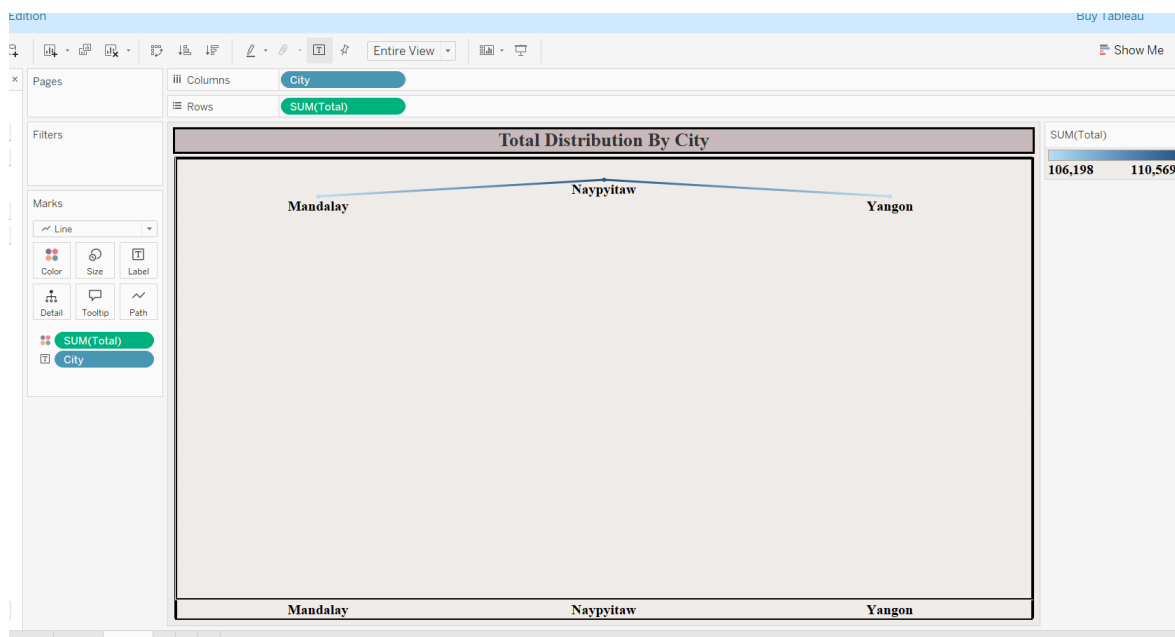 Edition
Buy Tableau
Entire View
Show Me
Pages
iii Columns
City
Rows
SUM(Total)
Filters
Total Distribution By City
SUM(Total)
106,198 110,569
Marks
Line
Color Size Label
Detail Tooltip Path
SUM(Total)
City
Naypyitaw
Mandalay
Yangon
Mandalay Naypyitaw Yangon